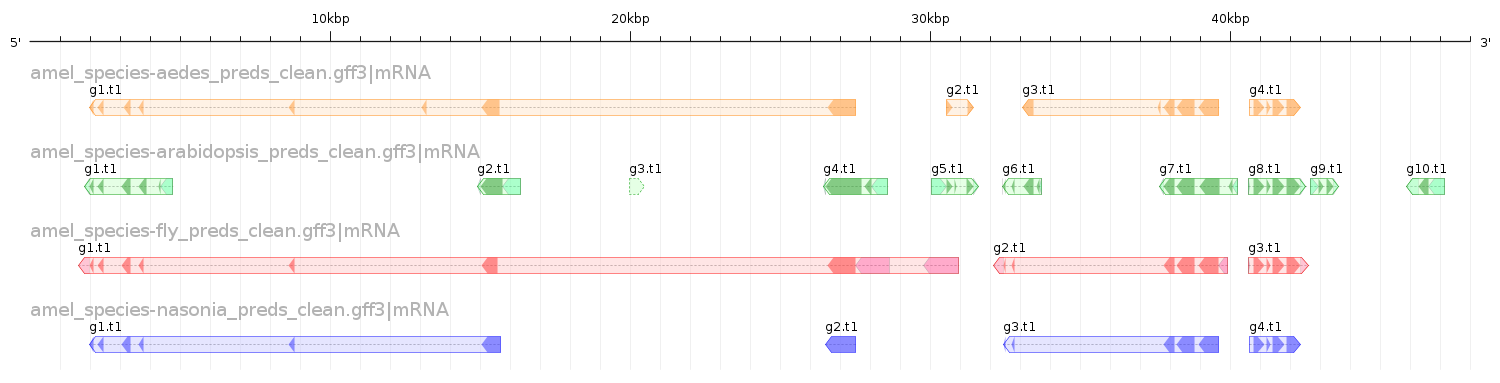 10kbp 20kbp 30kbp 40kbp
5' 3'
amel_species-aedes_preds_clean.gff3|mRNA
g1.t1 g2.t1 g3.t1 g4.t1
amel_species-arabidopsis_preds_clean.gff3|mRNA
g1.t1 g2.t1 g3.t1 g4.t1 g5.t1 g6.t1 g7.t1 g8.t1 g9.t1 g10.t1
amel_species-fly_preds_clean.gff3|mRNA
g1.t1 g2.t1 g3.t1
amel_species-nasonia_preds_clean.gff3|mRNA
g1.t1 g2.t1 g3.t1 g4.t1